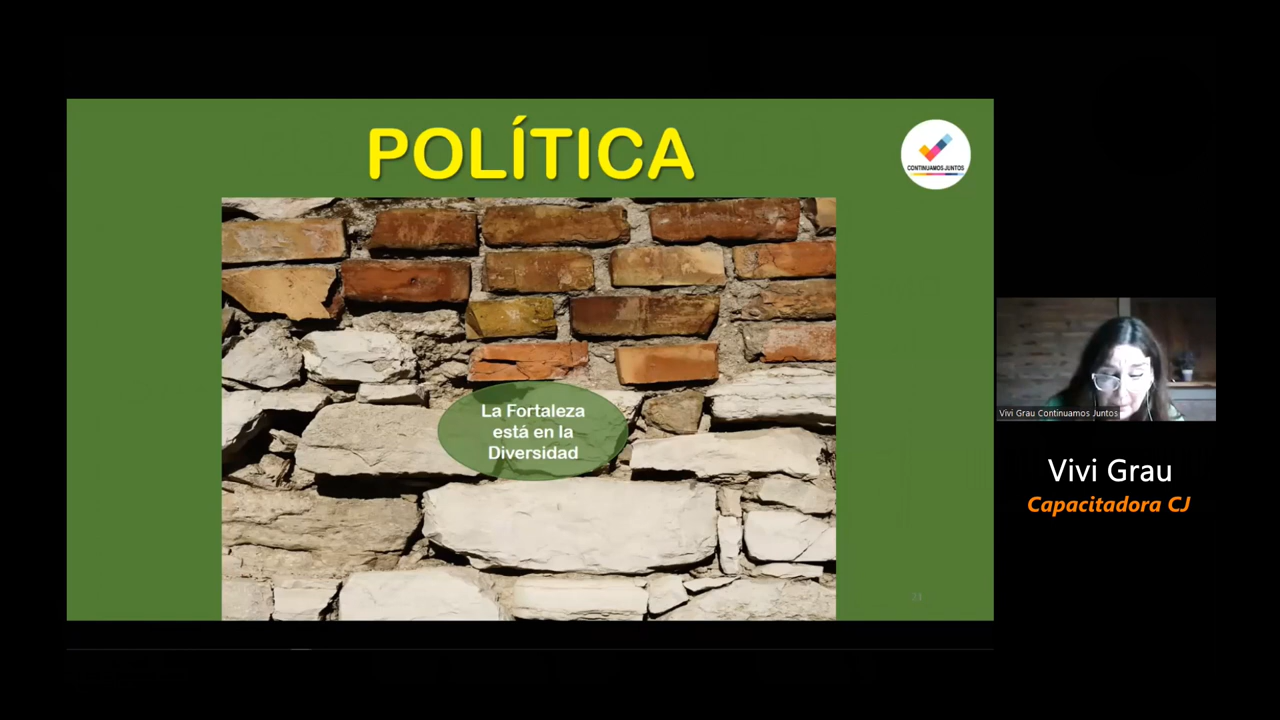 POLÍTICA
CONTINUAMOS JUNTOS
La Fortaleza
está en la
Diversidad
Vivi Grau Continuamos Juntos
Vivi Grau
Capacitadora CJ